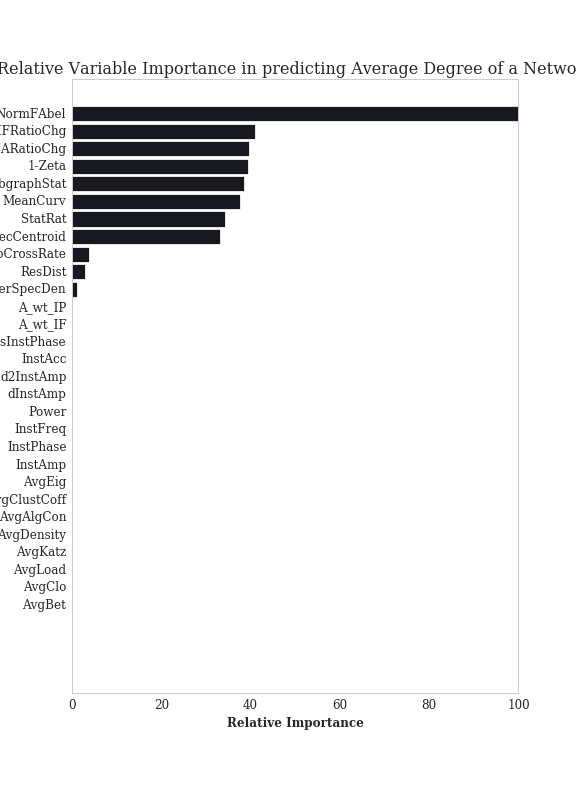 Relative Variable Importance in predicting Average Degree of a Netwo
NormFAbel
FRatioChg
ARatioChg
1-Zeta
ographStat
MeanCurv
StatRat
ecCentroid
oCrossRate
ResDist
erSpecDen
A_wt_IP
A_wt_IF
sInstPhase
InstAcc
d2InstAmp
dInstAmp
Power
InstFreq
InstPhase
InstAmp
AvgEig
vgClustCoff
AvgAlgCon
AvgDensity
AvgKatz
AvgLoad
AvgClo
AvgBet
0 20 40 60 80 100
Relative Importance